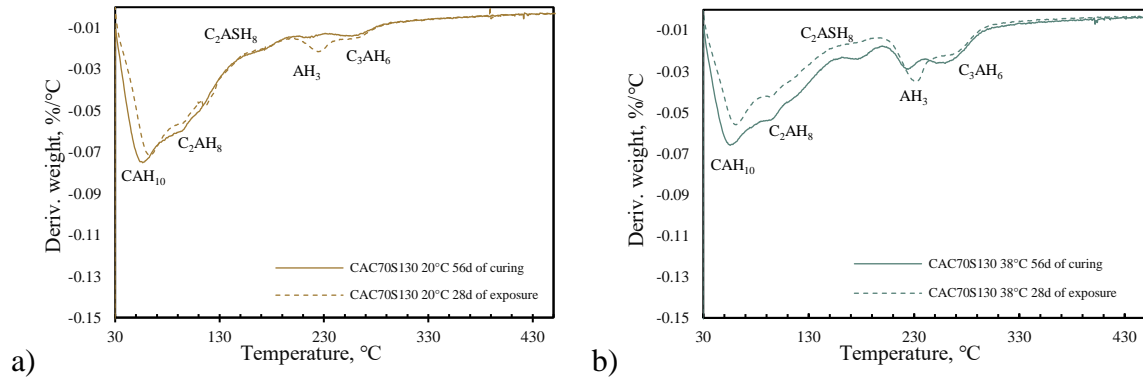 -0.01
-0.03
-0.05
-0.07
-0.09
-0.11
-0.13
-0.15
Deriv. weight, %/°C
C₂ASH₈
AH₃
C₃AH₆
C₂AH₈
CAH₁₀
CAC70S130 20°C 56d of curing
CAC70S130 20°C 28d of exposure
30 130 230 330 430
Temperature, °C
a)
-0.01
-0.03
-0.05
-0.07
-0.09
-0.11
-0.13
-0.15
Deriv. weight, %/°C
C₂ASH₈
C₃AH₆
AH₃
C₂AH₈
CAH₁₀
CAC70S130 38°C 56d of curing
CAC70S130 38°C 28d of exposure
30 130 230 330 430
Temperature, °C
b)